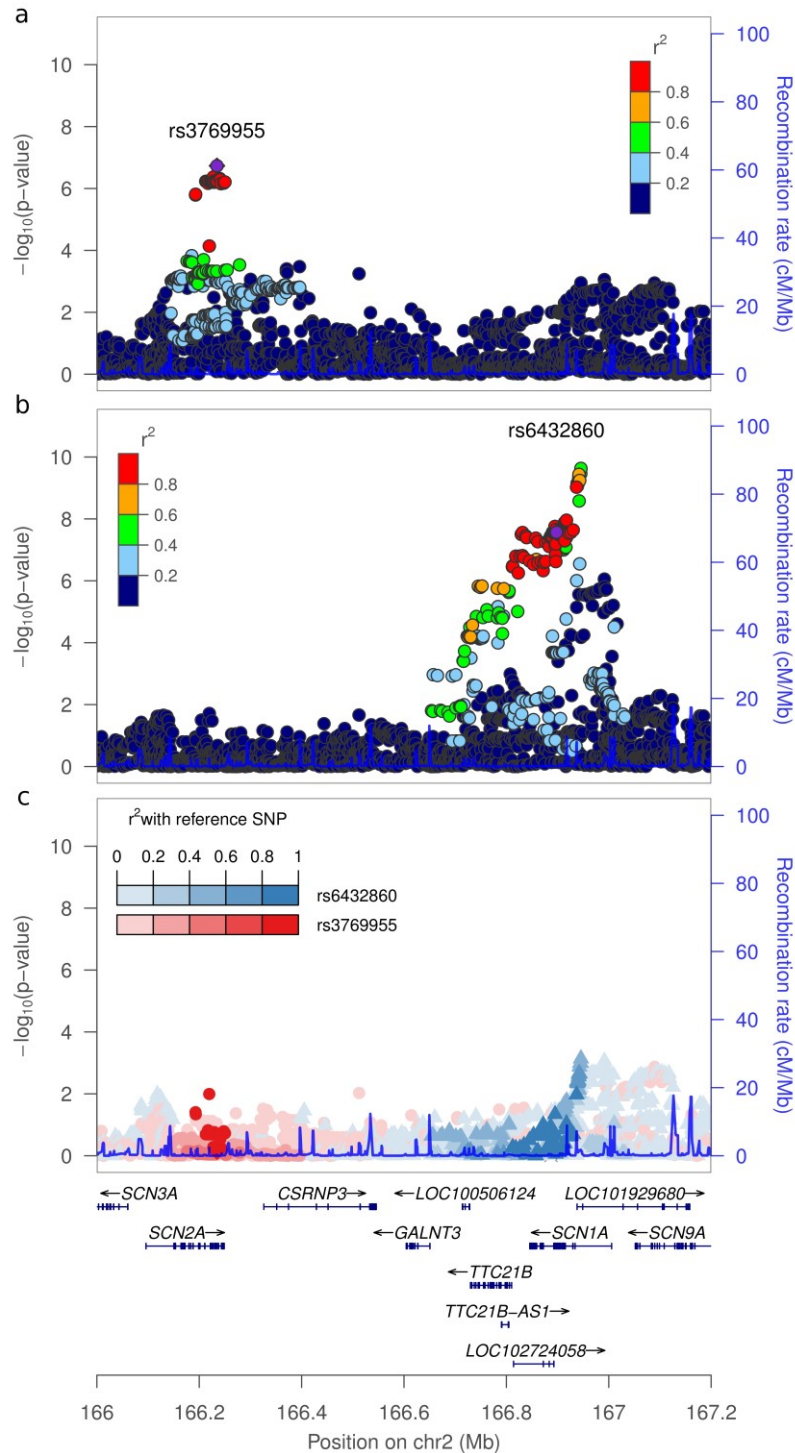 a
r²
0.8
0.6
0.4
0.2
rs3769955
10
8
6
4
2
0
−log₁₀(p−value)
100
80
60
40
20
0
Recombination rate (cM/Mb)
b
r²
0.8
0.6
0.4
0.2
rs6432860
10
8
6
4
2
0
−log₁₀(p−value)
100
80
60
40
20
0
Recombination rate (cM/Mb)
c
r²with reference SNP
0 0.2 0.4 0.6 0.8 1
rs6432860
rs3769955
10
8
6
4
2
0
−log₁₀(p−value)
100
80
60
40
20
0
Recombination rate (cM/Mb)
←SCN3A CSRNP3→ ←LOC100506124 LOC101929680→
SCN2A→ ←GALNT3 ←SCN1A ←SCN9A
←TTC21B
TTC21B−AS1→
LOC102724058→
166 166.2 166.4 166.6 166.8 167 167.2
Position on chr2 (Mb)